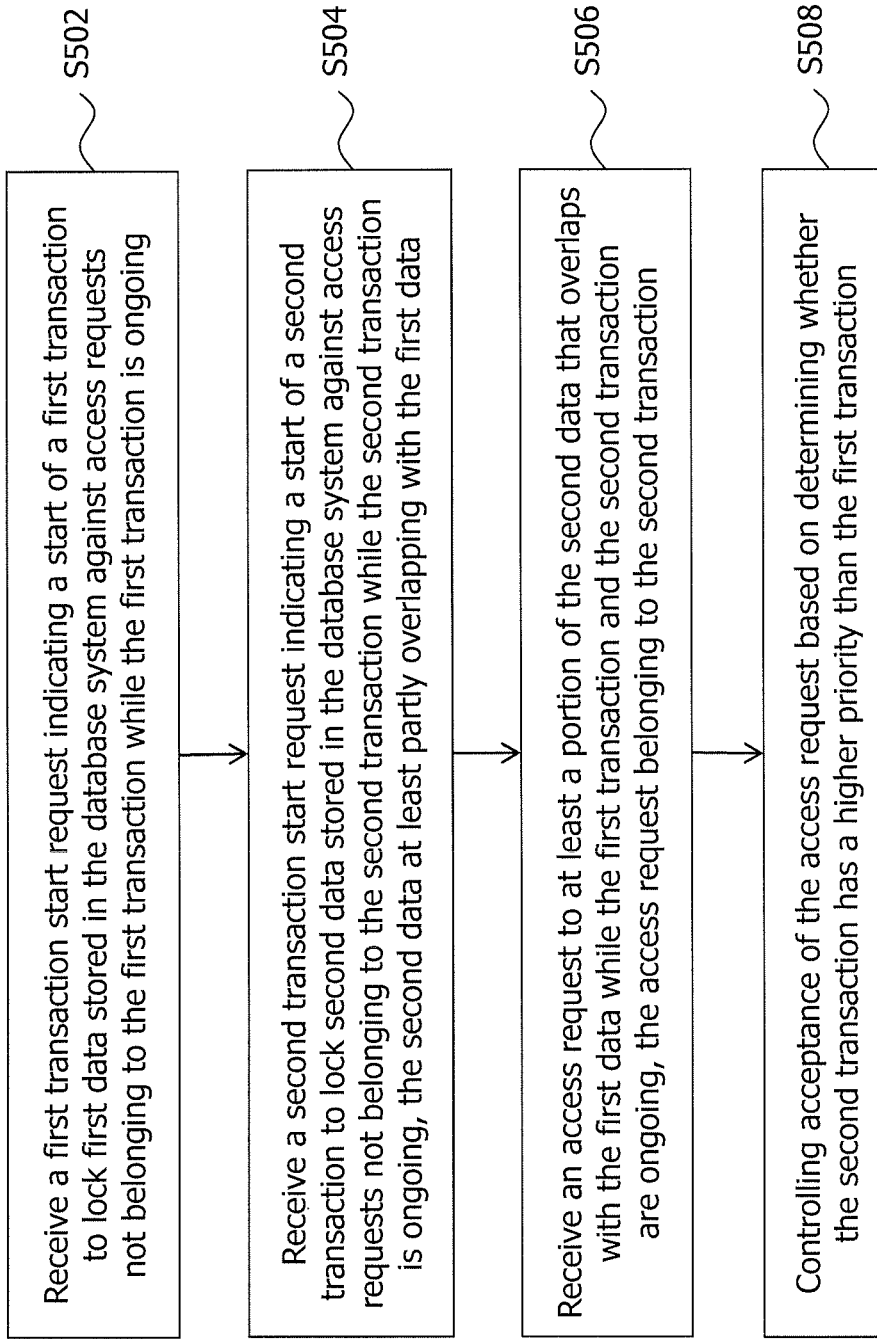 Receive a first transaction start request indicating a start of a first transaction
to lock first data stored in the database system against access requests
not belonging to the first transaction while the first transaction is ongoing
S502
Receive a second transaction start request indicating a start of a second
transaction to lock second data stored in the database system against access
requests not belonging to the second transaction while the second transaction
is ongoing, the second data at least partly overlapping with the first data
S504
Receive an access request to at least a portion of the second data that overlaps
with the first data while the first transaction and the second transaction
are ongoing, the access request belonging to the second transaction
S506
Controlling acceptance of the access request based on determining whether
the second transaction has a higher priority than the first transaction
S508